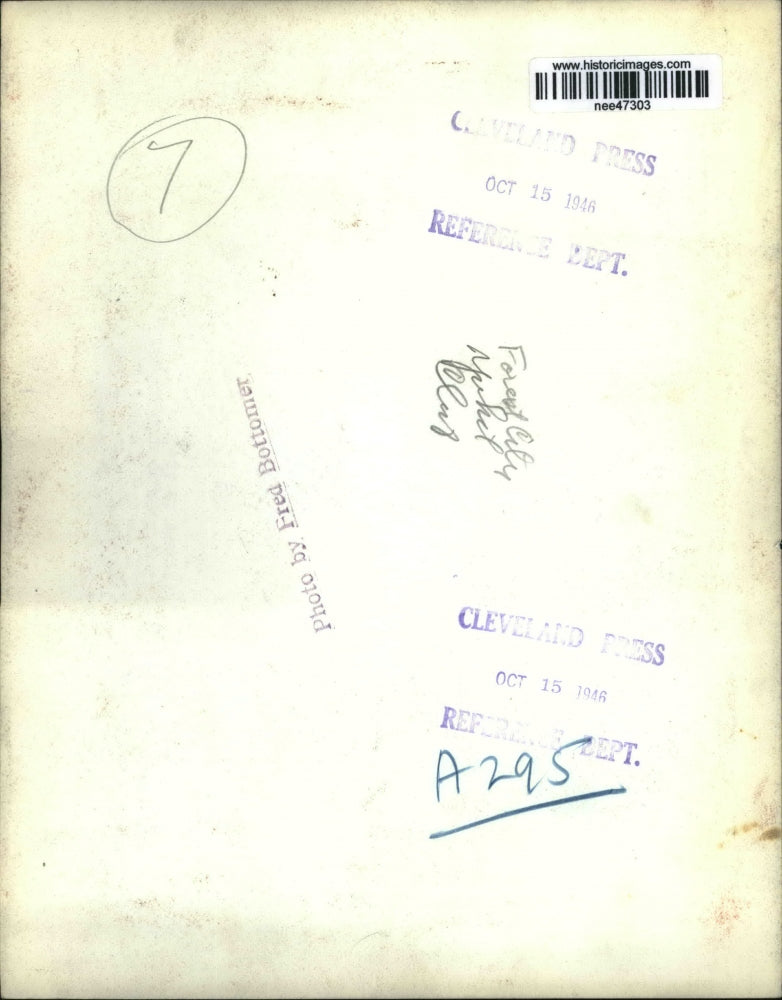 www.historicimages.com
nee47303
CLEVELAND PRESS
OCT 15 1946
REFERENCE DEPT.
7
Forest City
Club
Photo by Fred Bottomer
CLEVELAND PRESS
OCT 15 1946
REFERENCE DEPT.
A295